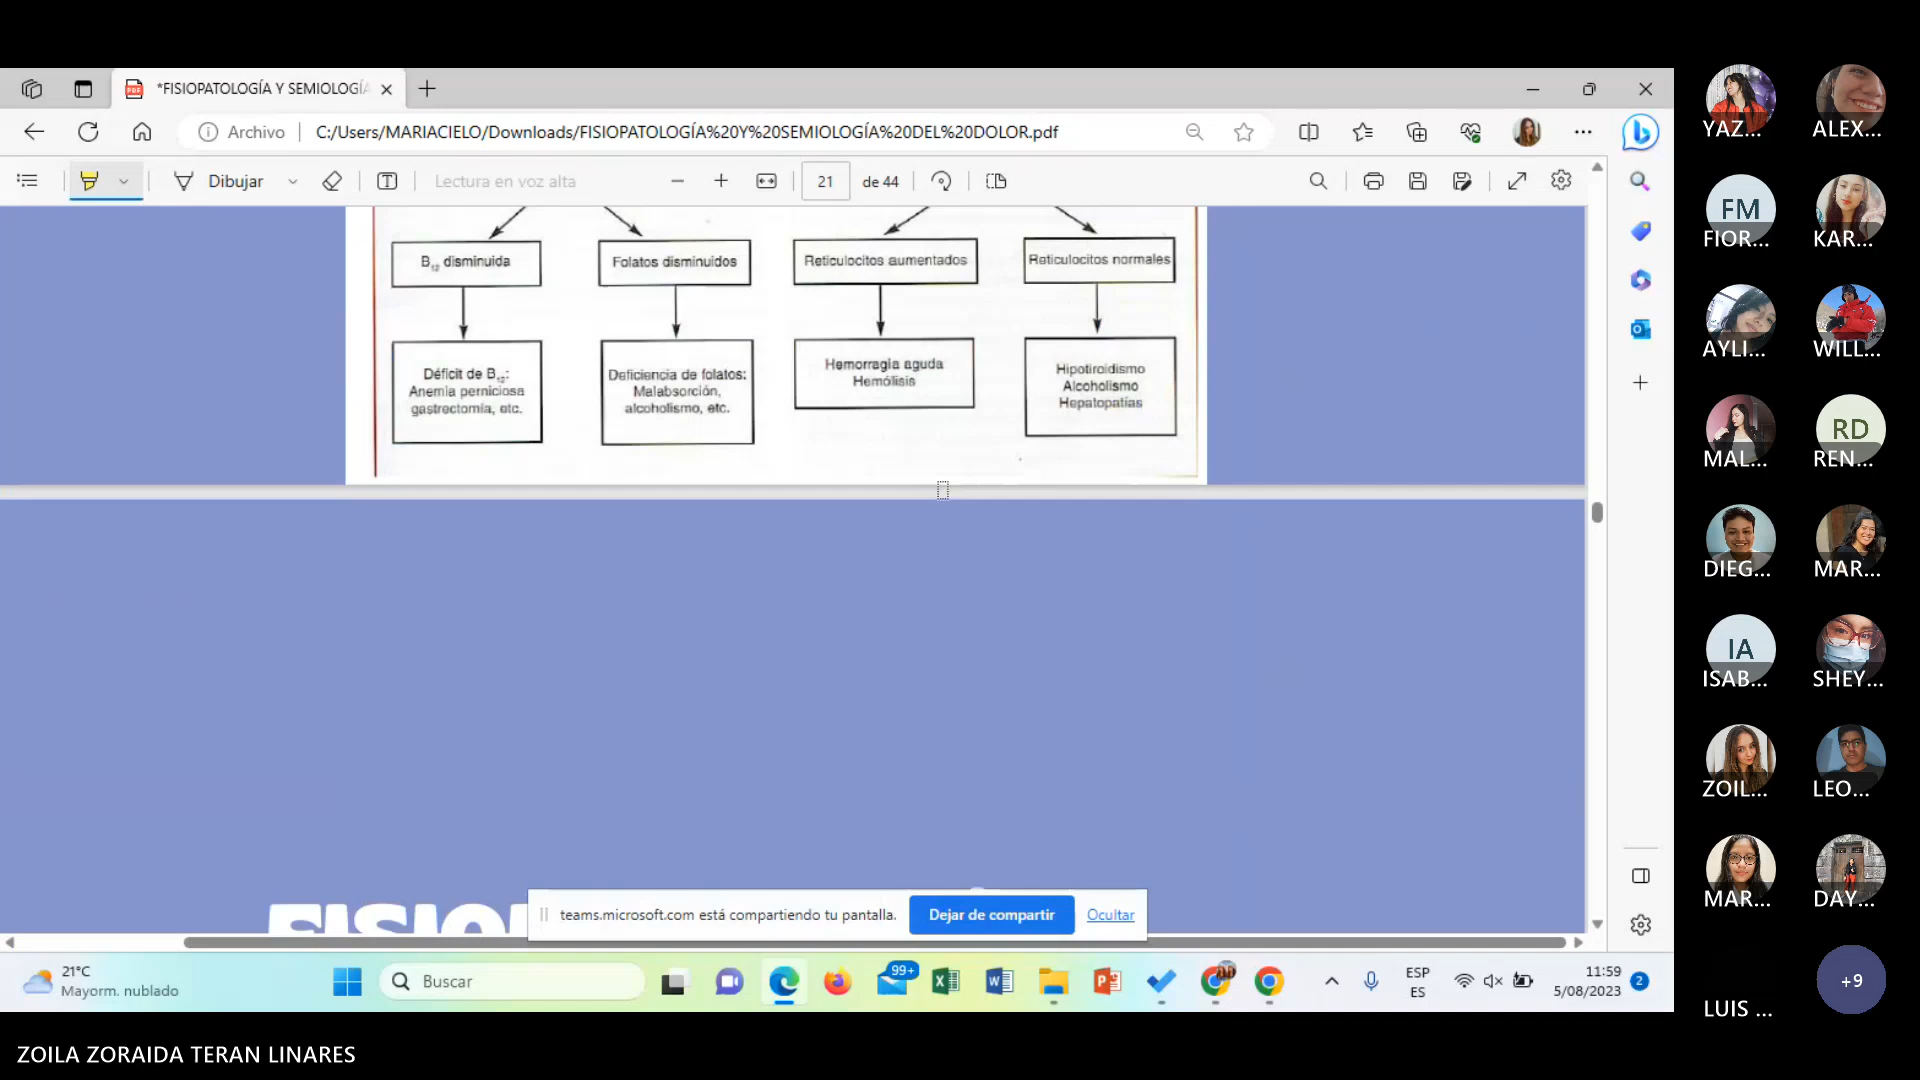 *FISIOPATOLOGÍA Y SEMIOLOGÍA
Archivo
C:/Users/MARIACIELO/Downloads/FISIOPATOLOGÍA%20Y%20SEMIOLOGÍA%20DEL%20DOLOR.pdf
Dibujar
Lectura en voz alta
21
de 44
B12 disminuida
Folatos disminuidos
Reticulocitos aumentados
Reticulocitos normales
Déficit de B12:
Anemia perniciosa
gastrectomía, etc.
Deficiencia de folatos:
Malabsorción,
alcoholismo, etc.
Hemorragia aguda
Hemólisis
Hipotiroidismo
Alcoholismo
Hepatopatías
teams.microsoft.com está compartiendo tu pantalla.
Dejar de compartir
Ocultar
21°C
Mayorm. nublado
Buscar
99+
ESP
ES
11:59
5/08/2023
2
YAZ...
ALEX...
FM
FIOR...
KAR...
AYLI...
WILL...
MAL...
RD
REN...
DIEG...
MAR...
IA
ISAB...
SHEY...
ZOIL...
LEO...
MAR...
DAY...
LUIS ...
+9
ZOILA ZORAIDA TERAN LINARES